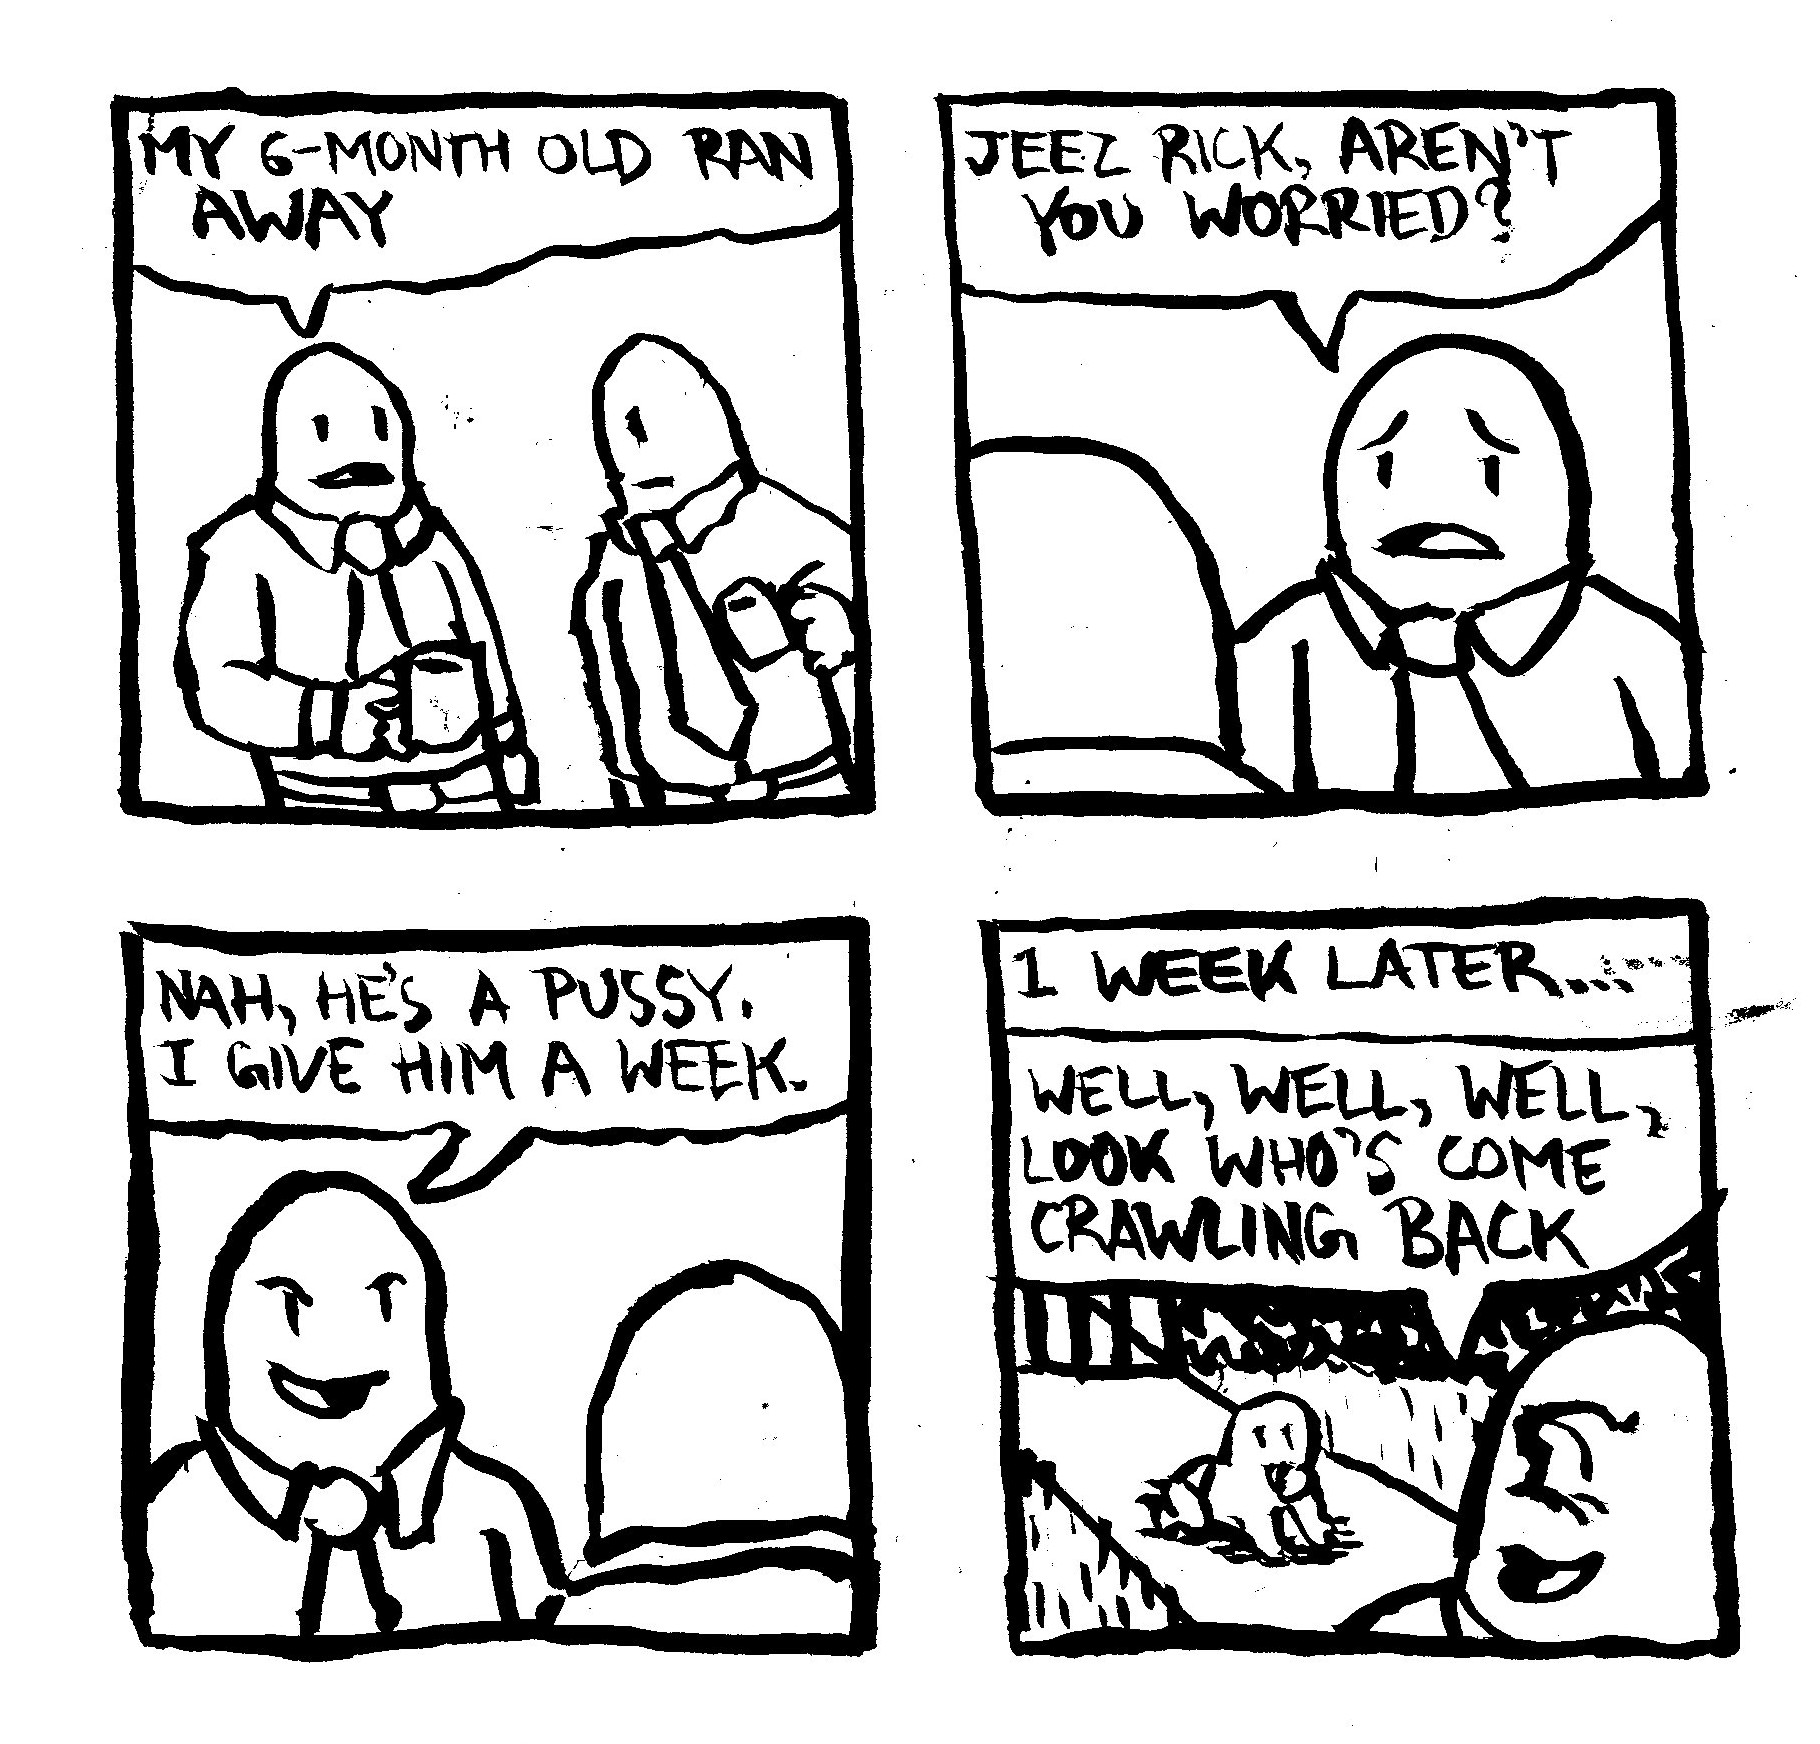 MY 6-MONTH OLD RAN
AWAY
JEEZ RICK, AREN'T
YOU WORRIED?
NAH, HE'S A PUSSY.
I GIVE HIM A WEEK.
1 WEEK LATER....
WELL, WELL, WELL,
LOOK WHO'S COME
CRAWLING BACK